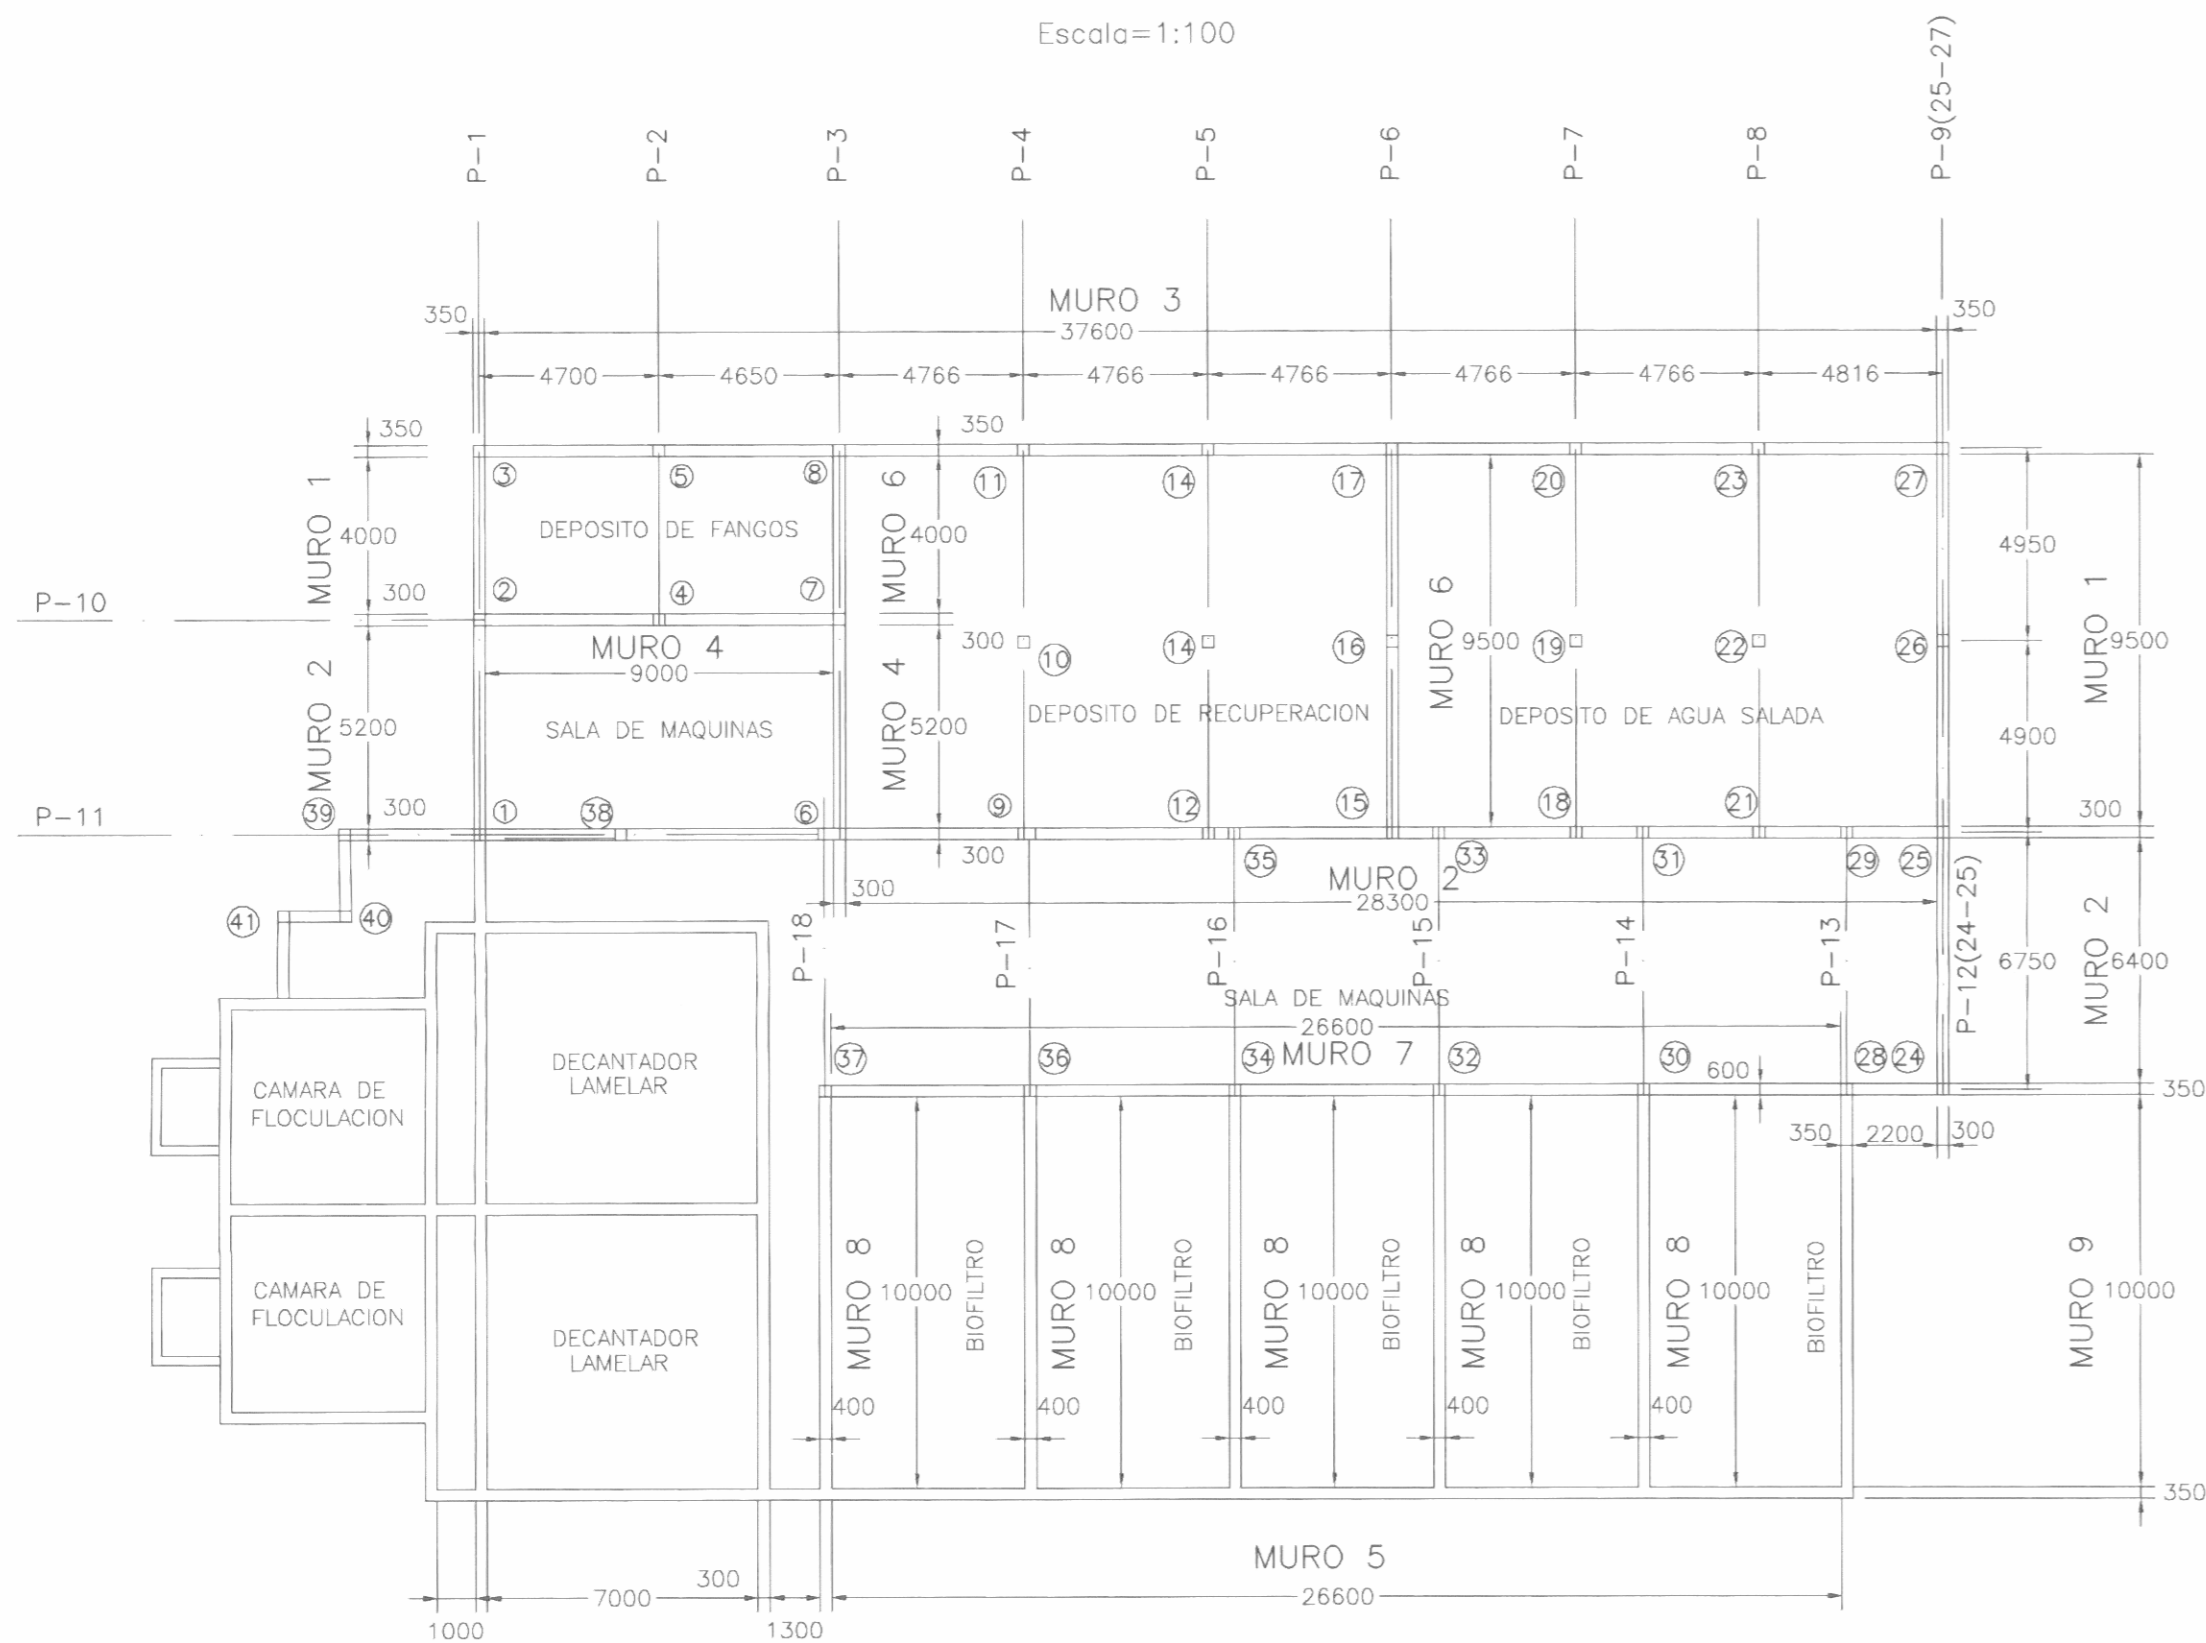 Escala=1:100
P-1
P-2
P-3
P-4
P-5
P-6
P-7
P-8
P-9(25-27)
MURO 3
350
37600
350
4700
4650
4766
4766
4766
4766
4766
4816
350
350
3
5
8
11
14
17
20
23
27
MURO 1
4000
DEPOSITO DE FANGOS
MURO 6
4000
4950
2
4
7
300
P-10
MURO 4
9000
300
10
14
16
MURO 6
9500
19
22
26
MURO 1
9500
MURO 2
5200
SALA DE MAQUINAS
MURO 4
5200
DEPOSITO DE RECUPERACION
DEPOSITO DE AGUA SALADA
4900
P-11
39
300
1
38
6
9
12
15
18
21
300
300
35
33
31
29
25
MURO 2
28300
300
41
40
P-18
P-17
P-16
P-15
P-14
P-13
P-12(24-25)
6750
MURO 2
6400
SALA DE MAQUINAS
26600
MURO 7
37
36
34
32
30
28
24
600
350
CAMARA DE
FLOCULACION
DECANTADOR
LAMELAR
350
2200
300
CAMARA DE
FLOCULACION
DECANTADOR
LAMELAR
MURO 8
10000
BIOFILTRO
MURO 8
10000
BIOFILTRO
MURO 8
10000
BIOFILTRO
MURO 8
10000
BIOFILTRO
MURO 8
10000
BIOFILTRO
MURO 9
10000
400
400
400
400
400
350
MURO 5
26600
300
7000
1000
1300